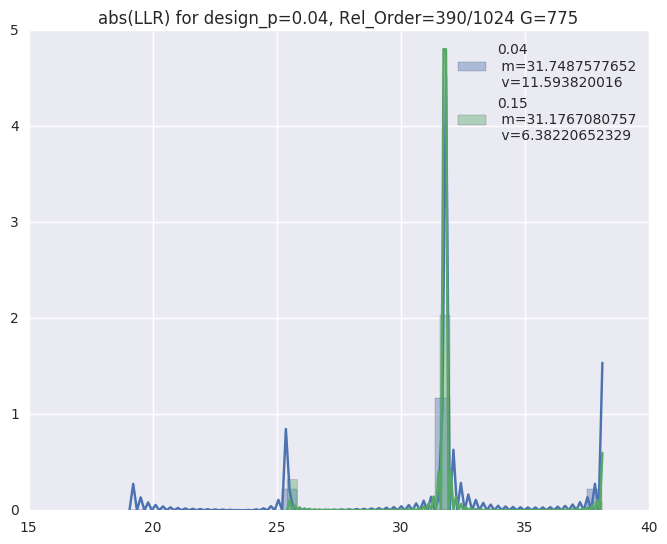 abs(LLR) for design_p=0.04, Rel_Order=390/1024 G=775
0.04
m=31.7487577652
v=11.593820016
0.15
m=31.1767080757
v=6.38220652329
5
4
3
2
1
0
15 20 25 30 35 40